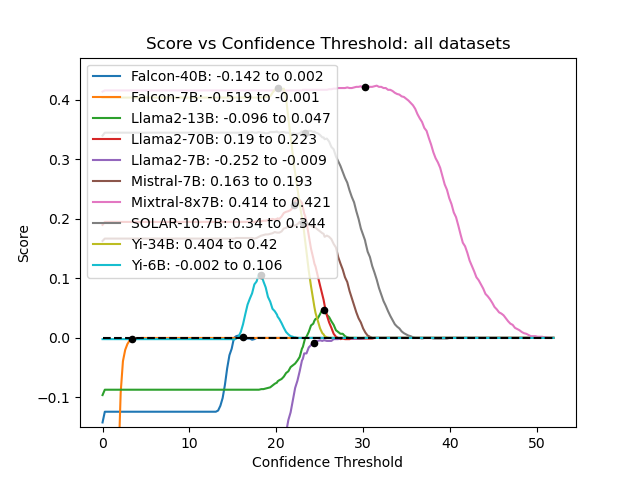 Score vs Confidence Threshold: all datasets
Falcon-40B: -0.142 to 0.002
Falcon-7B: -0.519 to -0.001
Llama2-13B: -0.096 to 0.047
Llama2-70B: 0.19 to 0.223
Llama2-7B: -0.252 to -0.009
Mistral-7B: 0.163 to 0.193
Mixtral-8x7B: 0.414 to 0.421
SOLAR-10.7B: 0.34 to 0.344
Yi-34B: 0.404 to 0.42
Yi-6B: -0.002 to 0.106
Score
0.4
0.3
0.2
0.1
0.0
−0.1
0 10 20 30 40 50
Confidence Threshold